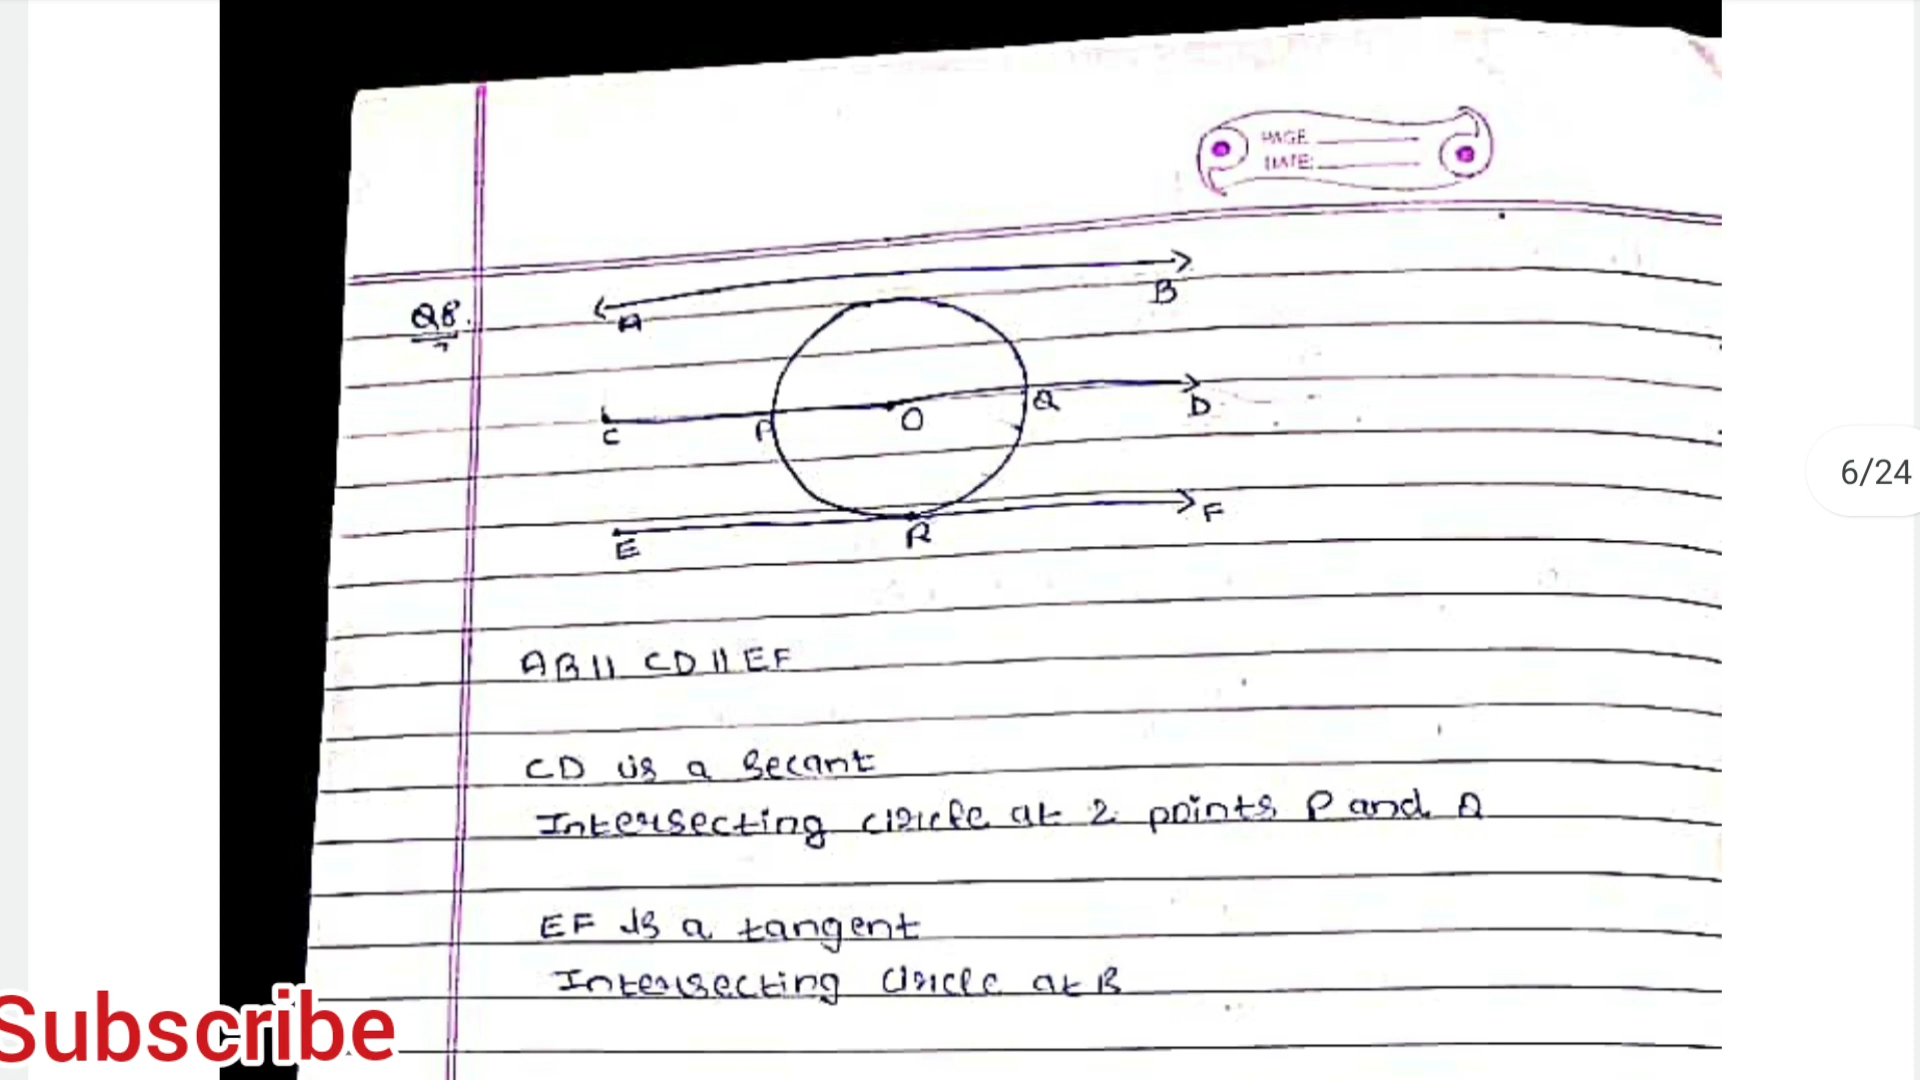 PAGE
DATE:
Q8.
A
B
C
P
O
Q
D
E
R
F
6/24
AB || CD || EF
CD is a Secant
Intersecting circle at 2 points P and Q
EF is a tangent
Intersecting circle at R
Subscribe